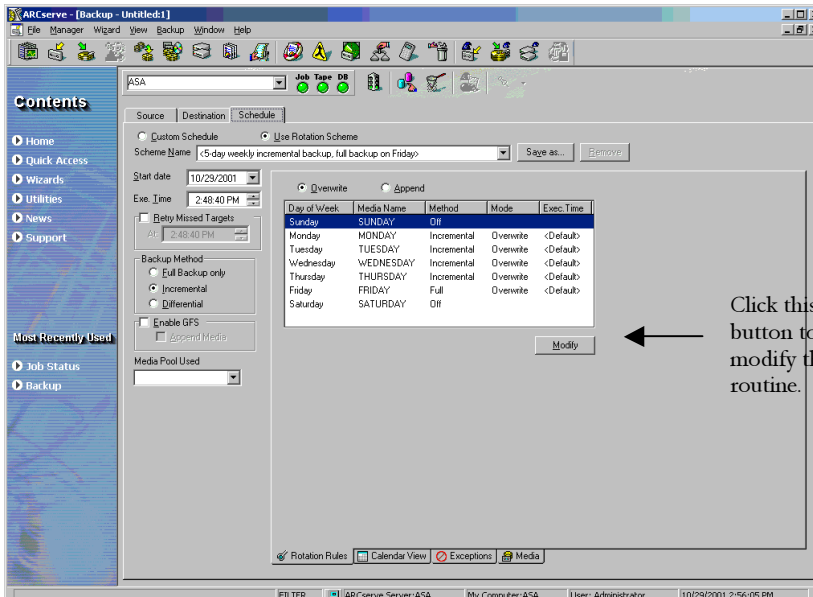 ARCserve - [Backup - Untitled:1]
File Manager Wizard View Backup Window Help
Contents
Home
Quick Access
Wizards
Utilities
News
Support
Most Recently Used
Job Status
Backup
ASA
Job Tape DB
Source Destination Schedule
Custom Schedule Use Rotation Scheme
Scheme Name <5-day weekly incremental backup, full backup on Friday> Save as... Remove
Start date 10/29/2001
Exe. Time 2:48:40 PM
Retry Missed Targets
At: 2:48:40 PM
Backup Method
Full Backup only
Incremental
Differential
Enable GFS
Append Media
Media Pool Used
Overwrite Append
Day of Week Media Name Method Mode Exec.Time
Sunday SUNDAY Off
Monday MONDAY Incremental Overwrite <Default>
Tuesday TUESDAY Incremental Overwrite <Default>
Wednesday WEDNESDAY Incremental Overwrite <Default>
Thursday THURSDAY Incremental Overwrite <Default>
Friday FRIDAY Full Overwrite <Default>
Saturday SATURDAY Off
Modify
Click this
button to
modify th
routine.
Rotation Rules Calendar View Exceptions Media
FILTER ARCserve Server:ASA My Computer:ASA User: Administrator 10/29/2001 2:56:05 PM